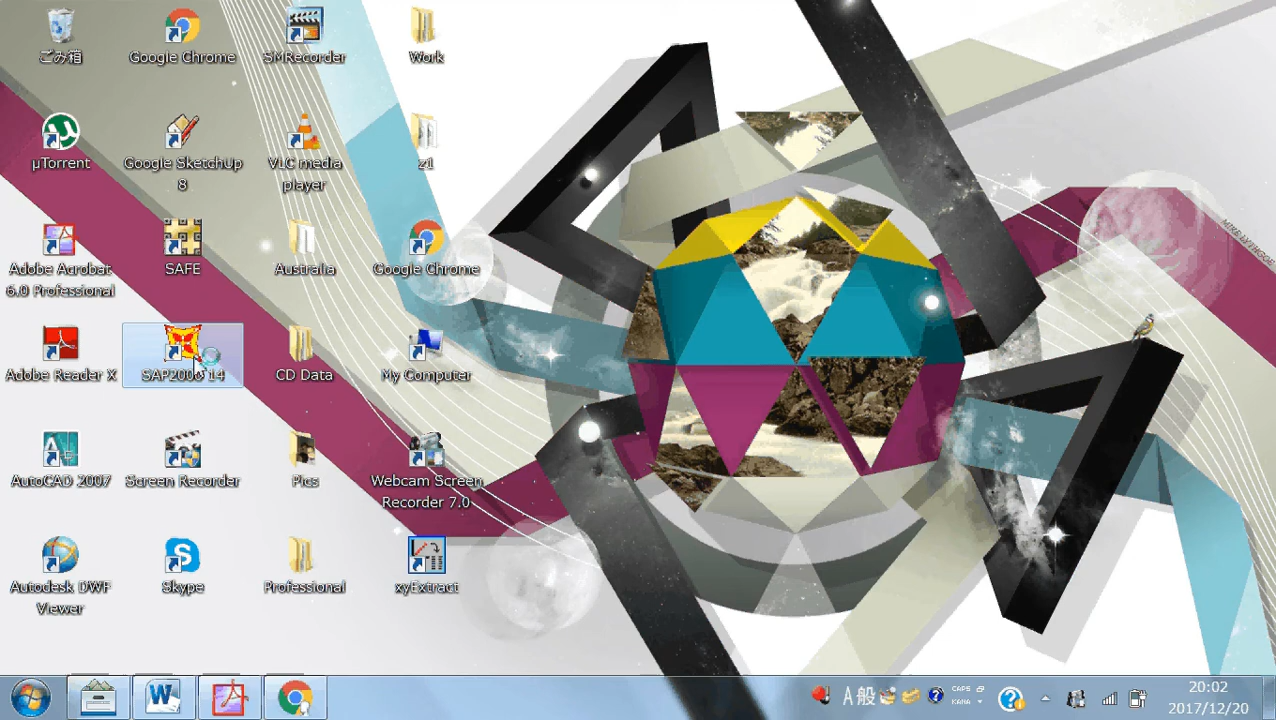 ごみ箱
Google Chrome
SMRecorder
Work
µTorrent
Google SketchUp
8
VLC media
player
z1
Adobe Acrobat
6.0 Professional
SAFE
Australia
Google Chrome
Adobe Reader X
SAP2000 14
CD Data
My Computer
AutoCAD 2007
Screen Recorder
Pics
Webcam Screen
Recorder 7.0
Autodesk DWF
Viewer
Skype
Professional
xyExtract
A 般
CAPS
KANA
20:02
2017/12/20